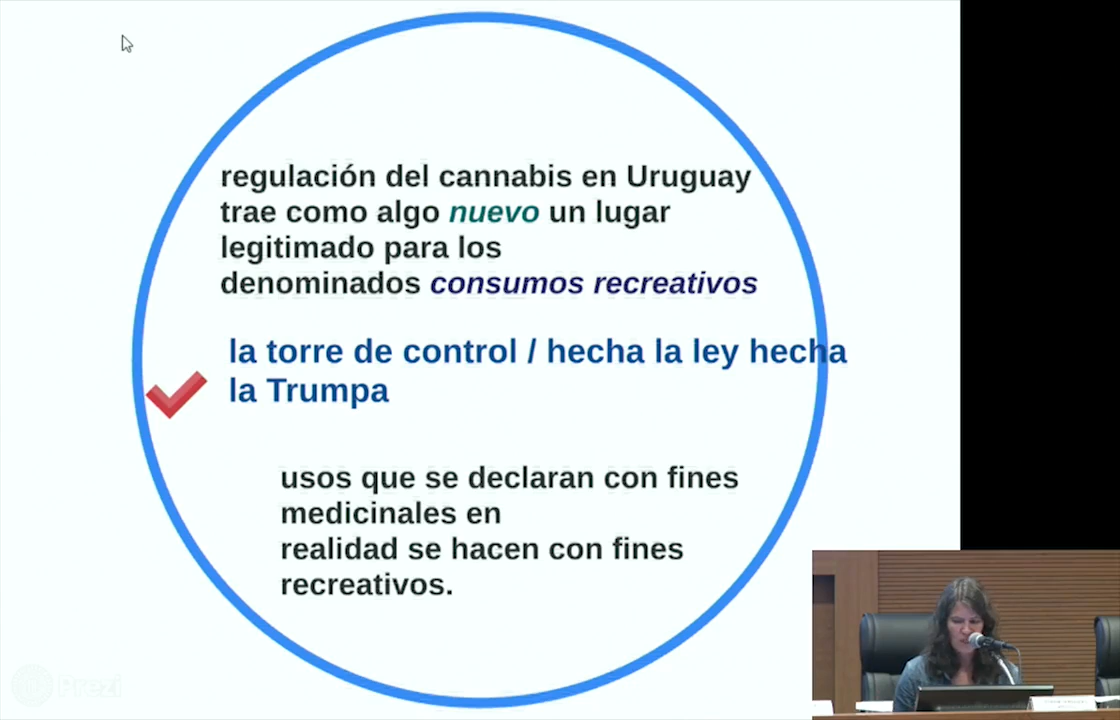 regulación del cannabis en Uruguay
trae como algo nuevo un lugar
legitimado para los
denominados consumos recreativos
la torre de control / hecha la ley hecha
la Trumpa
usos que se declaran con fines
medicinales en
realidad se hacen con fines
recreativos.
Prezi